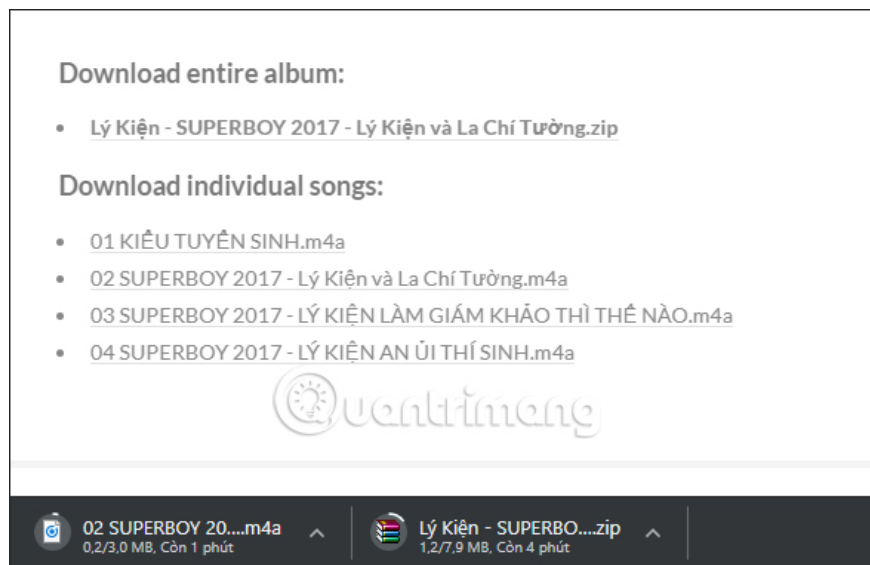 Download entire album:
• Lý Kiện - SUPERBOY 2017 - Lý Kiện và La Chí Tường.zip
Download individual songs:
• 01 KIỂU TUYỂN SINH.m4a
• 02 SUPERBOY 2017 - Lý Kiện và La Chí Tường.m4a
• 03 SUPERBOY 2017 - LÝ KIỆN LÀM GIÁM KHẢO THÌ THẾ NÀO.m4a
• 04 SUPERBOY 2017 - LÝ KIỆN AN ỦI THÍ SINH.m4a
Quantrimang
02 SUPERBOY 20....m4a
0,2/3,0 MB, Còn 1 phút
Lý Kiện - SUPERBO....zip
1,2/7,9 MB, Còn 4 phút